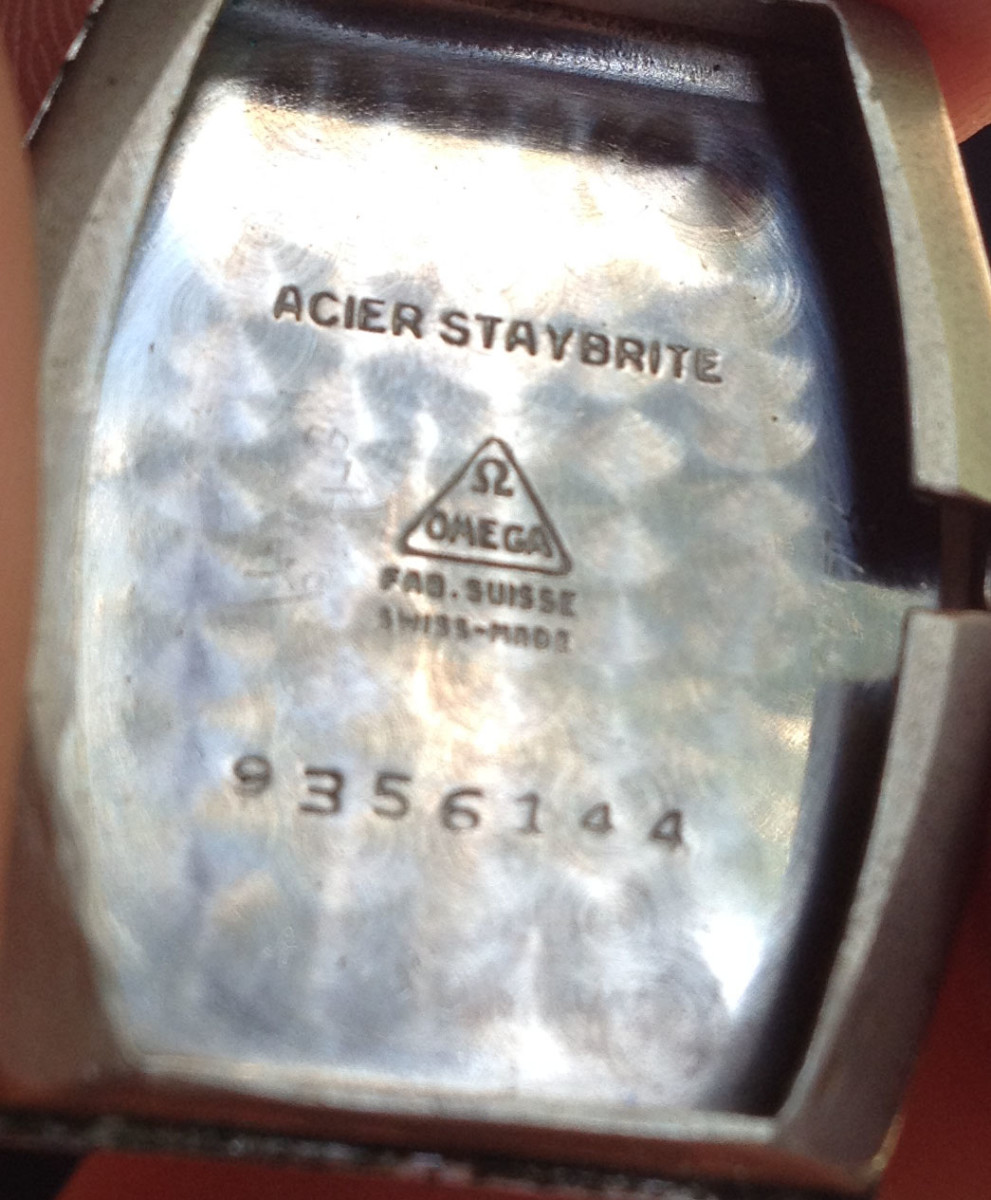 ACIER STAYBRITE
Ω
OMEGA
FAB. SUISSE
SWISS-MADE
9356144